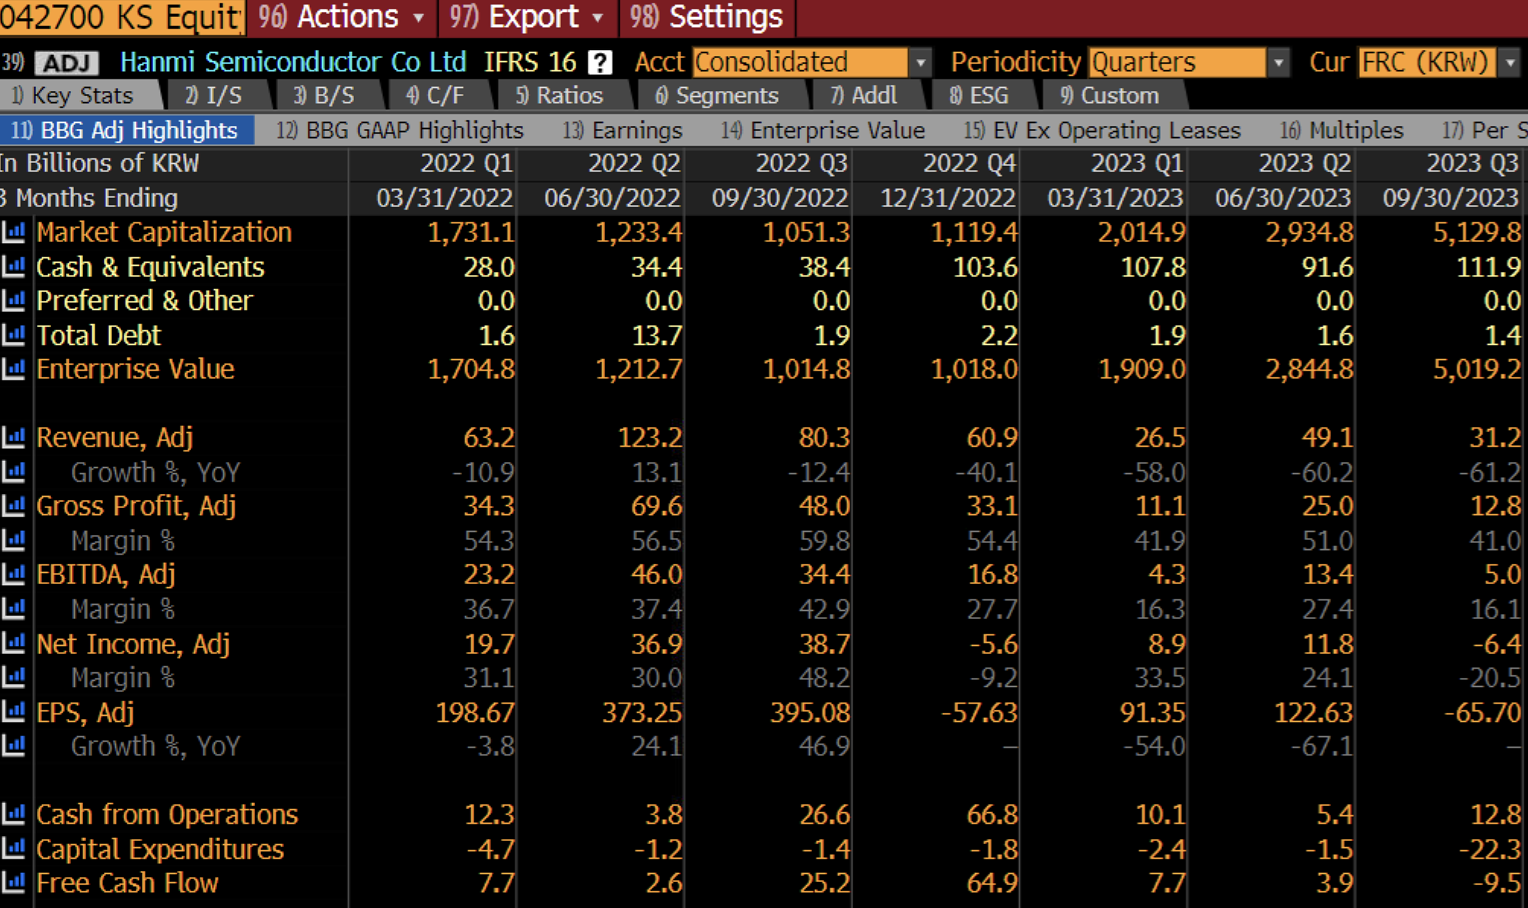 042700 KS Equity 96) Actions 97) Export 98) Settings
39) ADJ Hanmi Semiconductor Co Ltd IFRS 16 ? Acct Consolidated Periodicity Quarters Cur FRC (KRW)
1) Key Stats 2) I/S 3) B/S 4) C/F 5) Ratios 6) Segments 7) Addl 8) ESG 9) Custom
11) BBG Adj Highlights 12) BBG GAAP Highlights 13) Earnings 14) Enterprise Value 15) EV Ex Operating Leases 16) Multiples 17) Per S
In Billions of KRW 2022 Q1 2022 Q2 2022 Q3 2022 Q4 2023 Q1 2023 Q2 2023 Q3
3 Months Ending 03/31/2022 06/30/2022 09/30/2022 12/31/2022 03/31/2023 06/30/2023 09/30/2023
Market Capitalization 1,731.1 1,233.4 1,051.3 1,119.4 2,014.9 2,934.8 5,129.8
Cash & Equivalents 28.0 34.4 38.4 103.6 107.8 91.6 111.9
Preferred & Other 0.0 0.0 0.0 0.0 0.0 0.0 0.0
Total Debt 1.6 13.7 1.9 2.2 1.9 1.6 1.4
Enterprise Value 1,704.8 1,212.7 1,014.8 1,018.0 1,909.0 2,844.8 5,019.2
Revenue, Adj 63.2 123.2 80.3 60.9 26.5 49.1 31.2
Growth %, YoY -10.9 13.1 -12.4 -40.1 -58.0 -60.2 -61.2
Gross Profit, Adj 34.3 69.6 48.0 33.1 11.1 25.0 12.8
Margin % 54.3 56.5 59.8 54.4 41.9 51.0 41.0
EBITDA, Adj 23.2 46.0 34.4 16.8 4.3 13.4 5.0
Margin % 36.7 37.4 42.9 27.7 16.3 27.4 16.1
Net Income, Adj 19.7 36.9 38.7 -5.6 8.9 11.8 -6.4
Margin % 31.1 30.0 48.2 -9.2 33.5 24.1 -20.5
EPS, Adj 198.67 373.25 395.08 -57.63 91.35 122.63 -65.70
Growth %, YoY -3.8 24.1 46.9 — -54.0 -67.1 —
Cash from Operations 12.3 3.8 26.6 66.8 10.1 5.4 12.8
Capital Expenditures -4.7 -1.2 -1.4 -1.8 -2.4 -1.5 -22.3
Free Cash Flow 7.7 2.6 25.2 64.9 7.7 3.9 -9.5